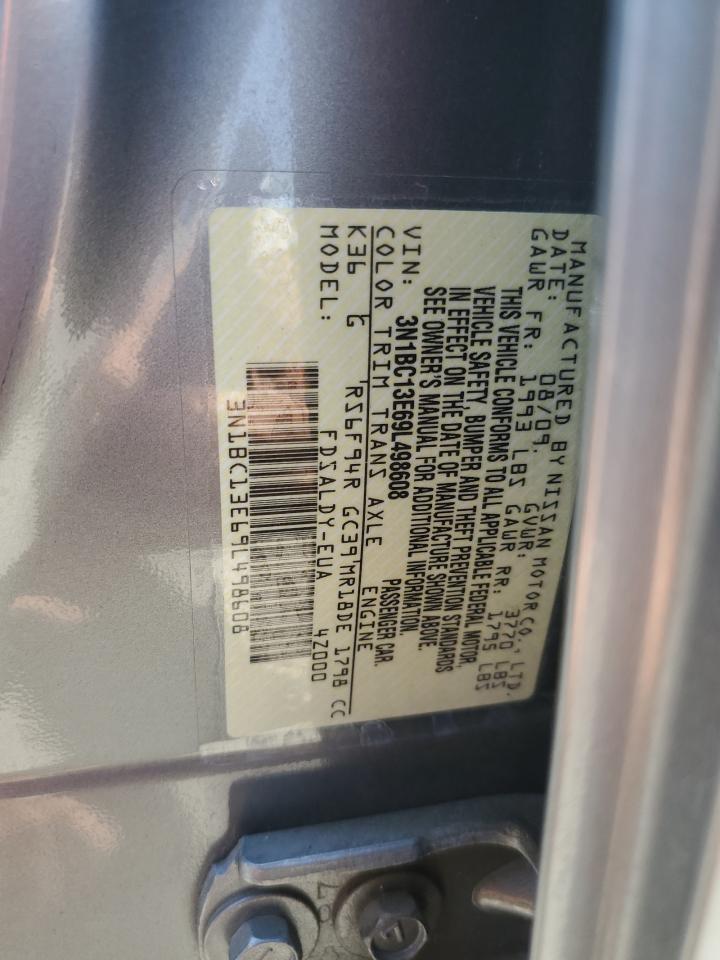 MANUFACTURED BY NISSAN MOTOR CO., LTD.
DATE: 08/09. GVWR: 3770 LBS
GAWR FR: 1993 LBS GAWR RR: 1795 LBS
THIS VEHICLE CONFORMS TO ALL APPLICABLE FEDERAL MOTOR
VEHICLE SAFETY, BUMPER AND THEFT PREVENTION STANDARDS
IN EFFECT ON THE DATE OF MANUFACTURE SHOWN ABOVE.
SEE OWNER'S MANUAL FOR ADDITIONAL INFORMATION.
VIN: 3N1BC13E69L498608 PASSENGER CAR.
COLOR TRIM TRANS AXLE ENGINE
K36 G RS6F94R GC39 MR18DE 1798 CC
MODEL: FDSALDY-EUA 4Z000
3N1BC13E69L498608
7